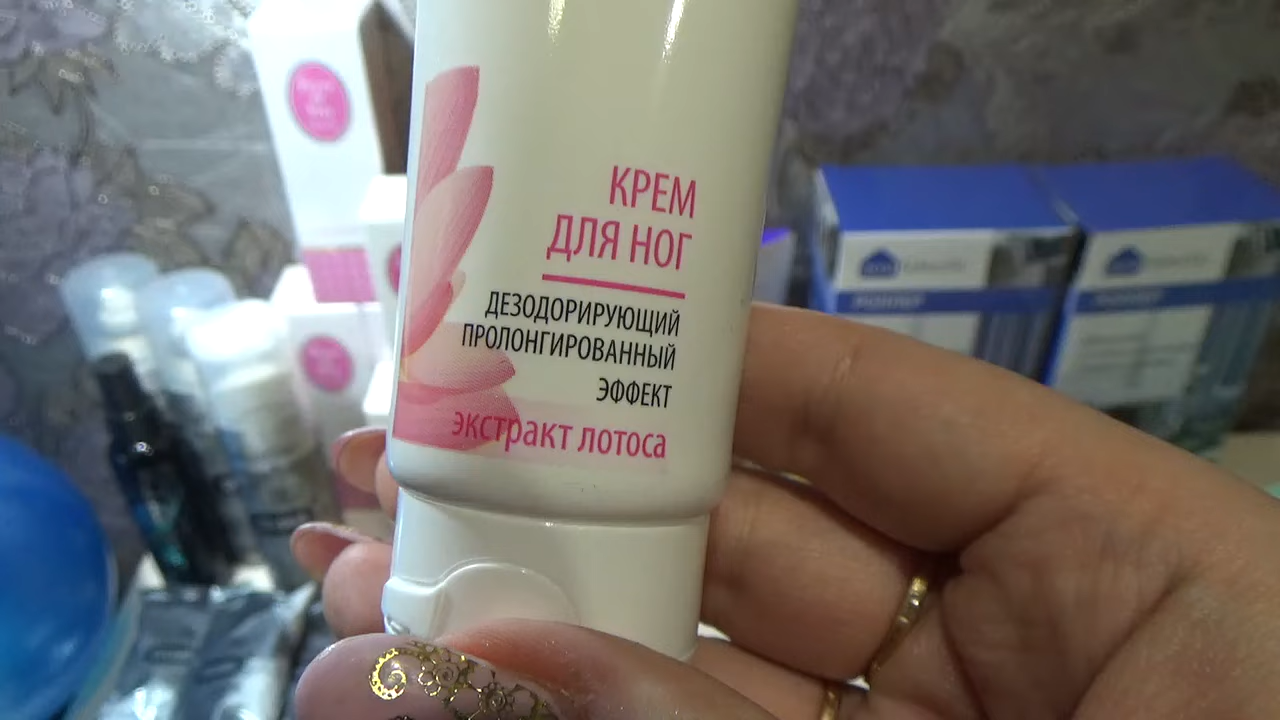 КРЕМ
ДЛЯ НОГ
ДЕЗОДОРИРУЮЩИЙ
ПРОЛОНГИРОВАННЫЙ
ЭФФЕКТ
экстракт лотоса